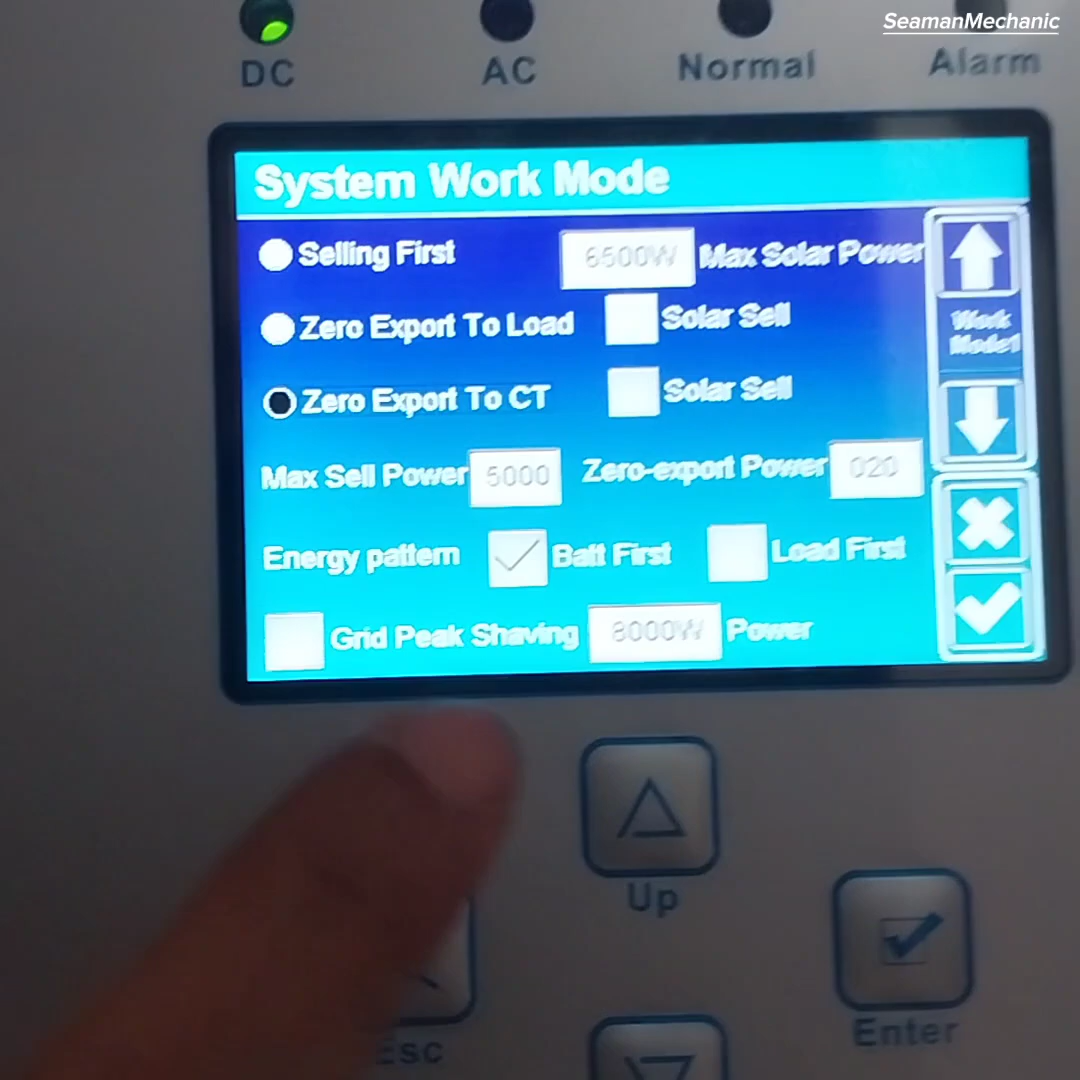 SeamanMechanic
DC AC Normal Alarm
System Work Mode
Selling First 6500W Max Solar Power
Zero Export To Load Solar Sell
Work
Mode1
Zero Export To CT Solar Sell
Max Sell Power 5000 Zero-export Power 020
Energy pattern Batt First Load First
Grid Peak Shaving 8000W Power
Up
Enter
ESC